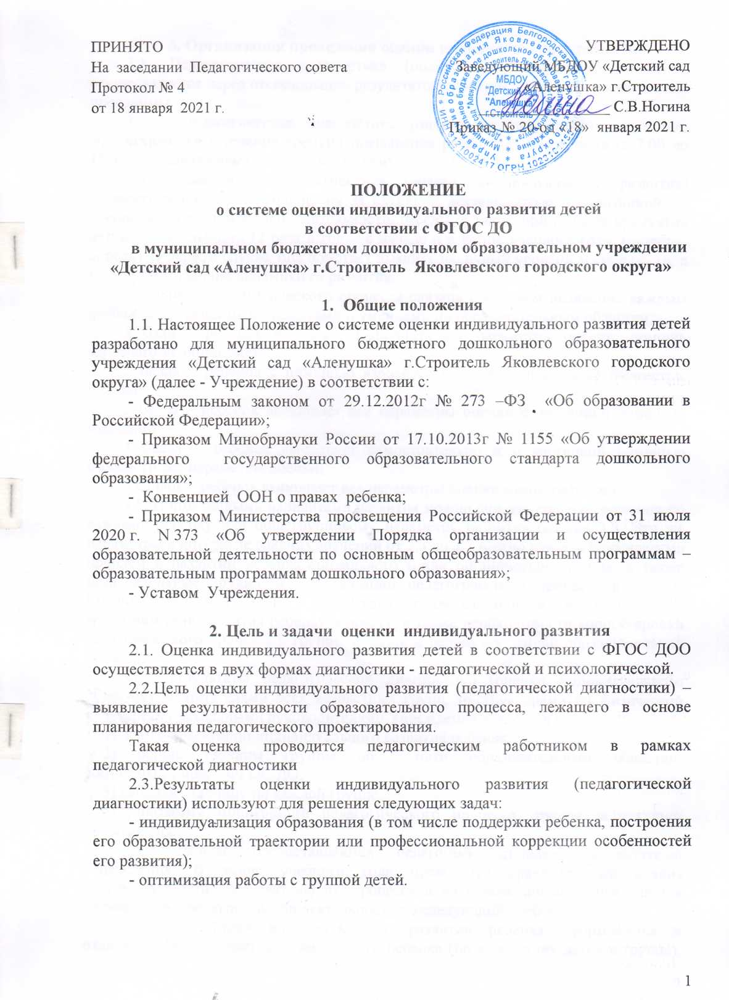 ПРИНЯТО
На заседании Педагогического совета
Протокол № 4
от 18 января 2021 г.
УТВЕРЖДЕНО
Заведующий МБДОУ «Детский сад
«Аленушка» г.Строитель
С.В.Ногина
Приказ № 20-од «18» января 2021 г.
МБДОУ
"Детский сад
"Аленушка"
г.Строитель"
ПОЛОЖЕНИЕ
о системе оценки индивидуального развития детей
в соответствии с ФГОС ДО
в муниципальном бюджетном дошкольном образовательном учреждении
«Детский сад «Аленушка» г.Строитель Яковлевского городского округа»
1. Общие положения
1.1. Настоящее Положение о системе оценки индивидуального развития детей
разработано для муниципального бюджетного дошкольного образовательного
учреждения «Детский сад «Аленушка» г.Строитель Яковлевского городского
округа» (далее - Учреждение) в соответствии с:
- Федеральным законом от 29.12.2012г № 273 –ФЗ «Об образовании в
Российской Федерации»;
- Приказом Минобрнауки России от 17.10.2013г № 1155 «Об утверждении
федерального государственного образовательного стандарта дошкольного
образования»;
- Конвенцией ООН о правах ребенка;
- Приказом Министерства просвещения Российской Федерации от 31 июля
2020 г. N 373 «Об утверждении Порядка организации и осуществления
образовательной деятельности по основным общеобразовательным программам –
образовательным программам дошкольного образования»;
- Уставом Учреждения.
2. Цель и задачи оценки индивидуального развития
2.1. Оценка индивидуального развития детей в соответствии с ФГОС ДОО
осуществляется в двух формах диагностики - педагогической и психологической.
2.2.Цель оценки индивидуального развития (педагогической диагностики) –
выявление результативности образовательного процесса, лежащего в основе
планирования педагогического проектирования.
Такая оценка проводится педагогическим работником в рамках
педагогической диагностики
2.3.Результаты оценки индивидуального развития (педагогической
диагностики) используют для решения следующих задач:
- индивидуализация образования (в том числе поддержки ребенка, построения
его образовательной траектории или профессиональной коррекции особенностей
его развития);
- оптимизация работы с группой детей.
1